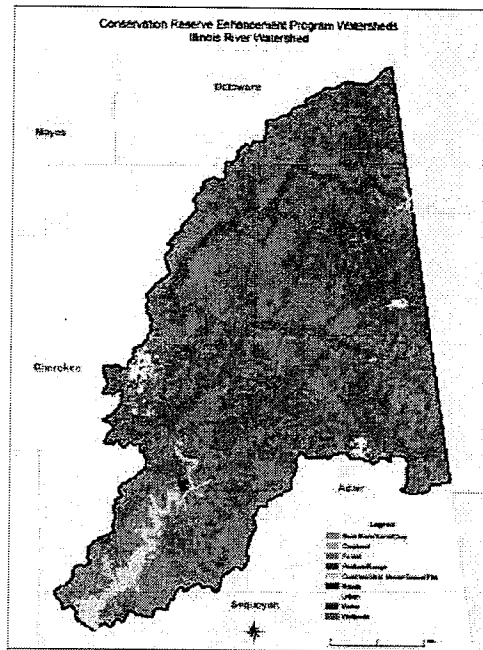 Conservation Reserve Enhancement Program Watersheds
Illinois River Watershed
Delaware
Mayes
Cherokee
Adair
Legend
Cropland
Forest
Pasture/Range
Roads
Urban
Water
Wetlands
Sequoyah